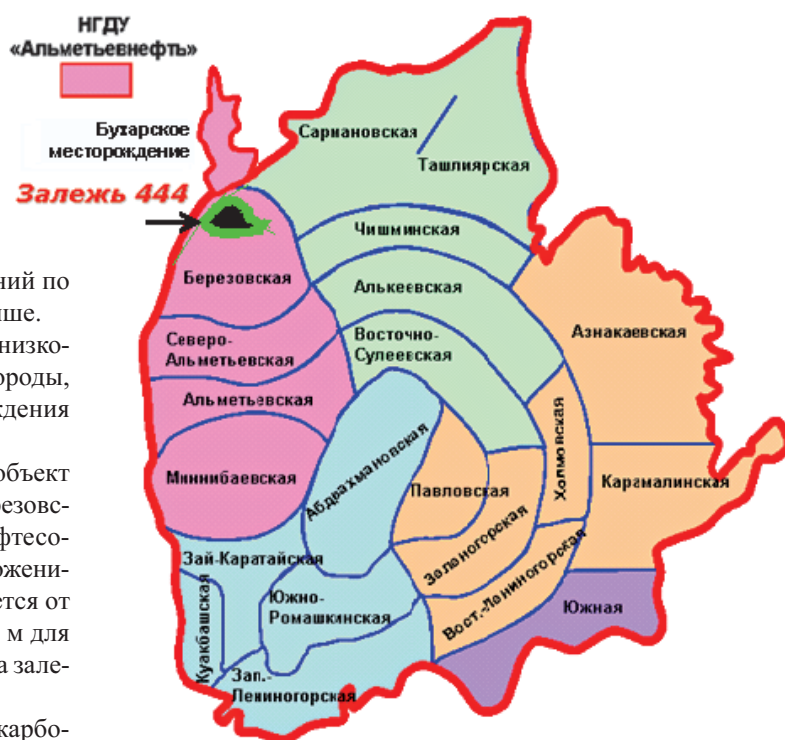 НГДУ
«Альметьевнефть»
Бухарское
месторождение
Залежь 444
Сармановская
Ташлиярская
Чишминская
Березовская
Алькеевская
Азнакаевская
Северо-
Альметьевская
Восточно-
Сулеевская
Альметьевская
Холмовская
Абдрахмановская
Миннибаевская
Павловская
Кармалинская
Зеленогорская
Зай-Каратайская
Вост.-Лениногорская
Южно-
Ромашкинская
Южная
Куакбашская
Зап.-
Лениногорская
ний по
ше.
низко-
ороды,
ждения
объект
резовс-
фтесо-
ожени-
ется от
м для
а зале-
карбо-